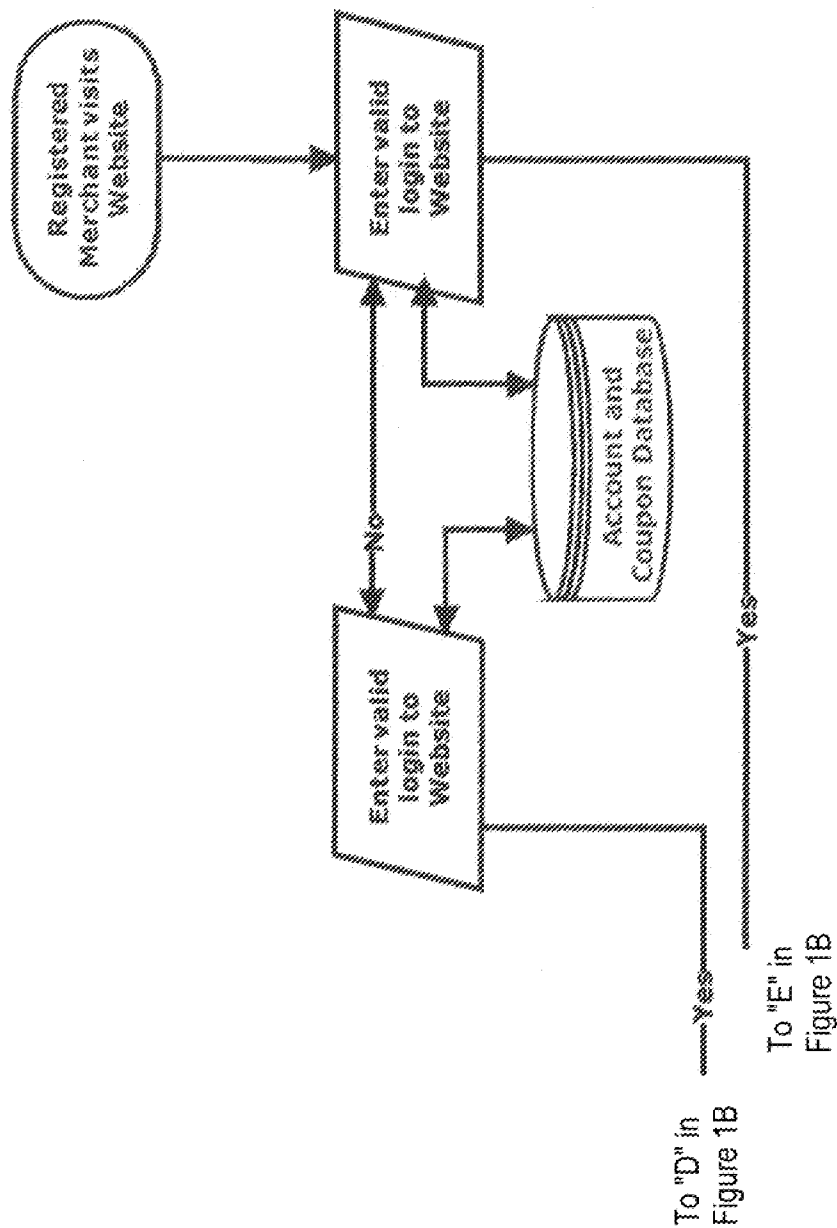 Registered
Merchant visits
Website
Enter valid
login to
Website
No
Enter valid
login to
Website
Account and
Coupon Database
Yes
Yes
To "D" in
Figure 1B
To "E" in
Figure 1B